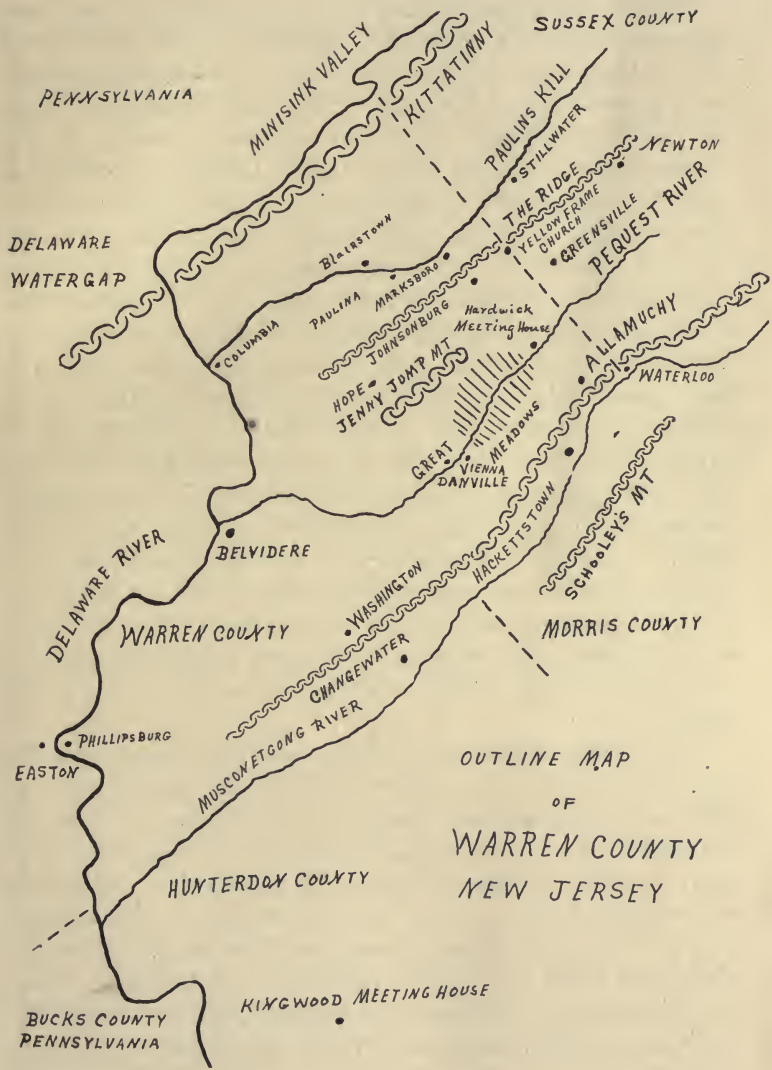 SUSSEX COUNTY
PENNSYLVANIA
MINISINK VALLEY
KITTATINNY
PAULINS KILL
STILLWATER
NEWTON
THE RIDGE
YELLOW FRAME
CHURCH
GREENSVILLE
PEQUEST RIVER
DELAWARE
WATERGAP
BLAIRSTOWN
PAULINA
MARKSBORO
COLUMBIA
JOHNSONBURG
Hardwick
Meeting House
ALLAMUCHY
WATERLOO
HOPE
JENNY JUMP MT
GREAT
MEADOWS
VIENNA
DANVILLE
HACKETTSTOWN
SCHOOLEY'S MT
BELVIDERE
DELAWARE RIVER
WARREN COUNTY
WASHINGTON
MORRIS COUNTY
CHANGEWATER
PHILLIPSBURG
EASTON
MUSCONETGONG RIVER
OUTLINE MAP
OF
WARREN COUNTY
NEW JERSEY
HUNTERDON COUNTY
KINGWOOD MEETING HOUSE
BUCKS COUNTY
PENNSYLVANIA